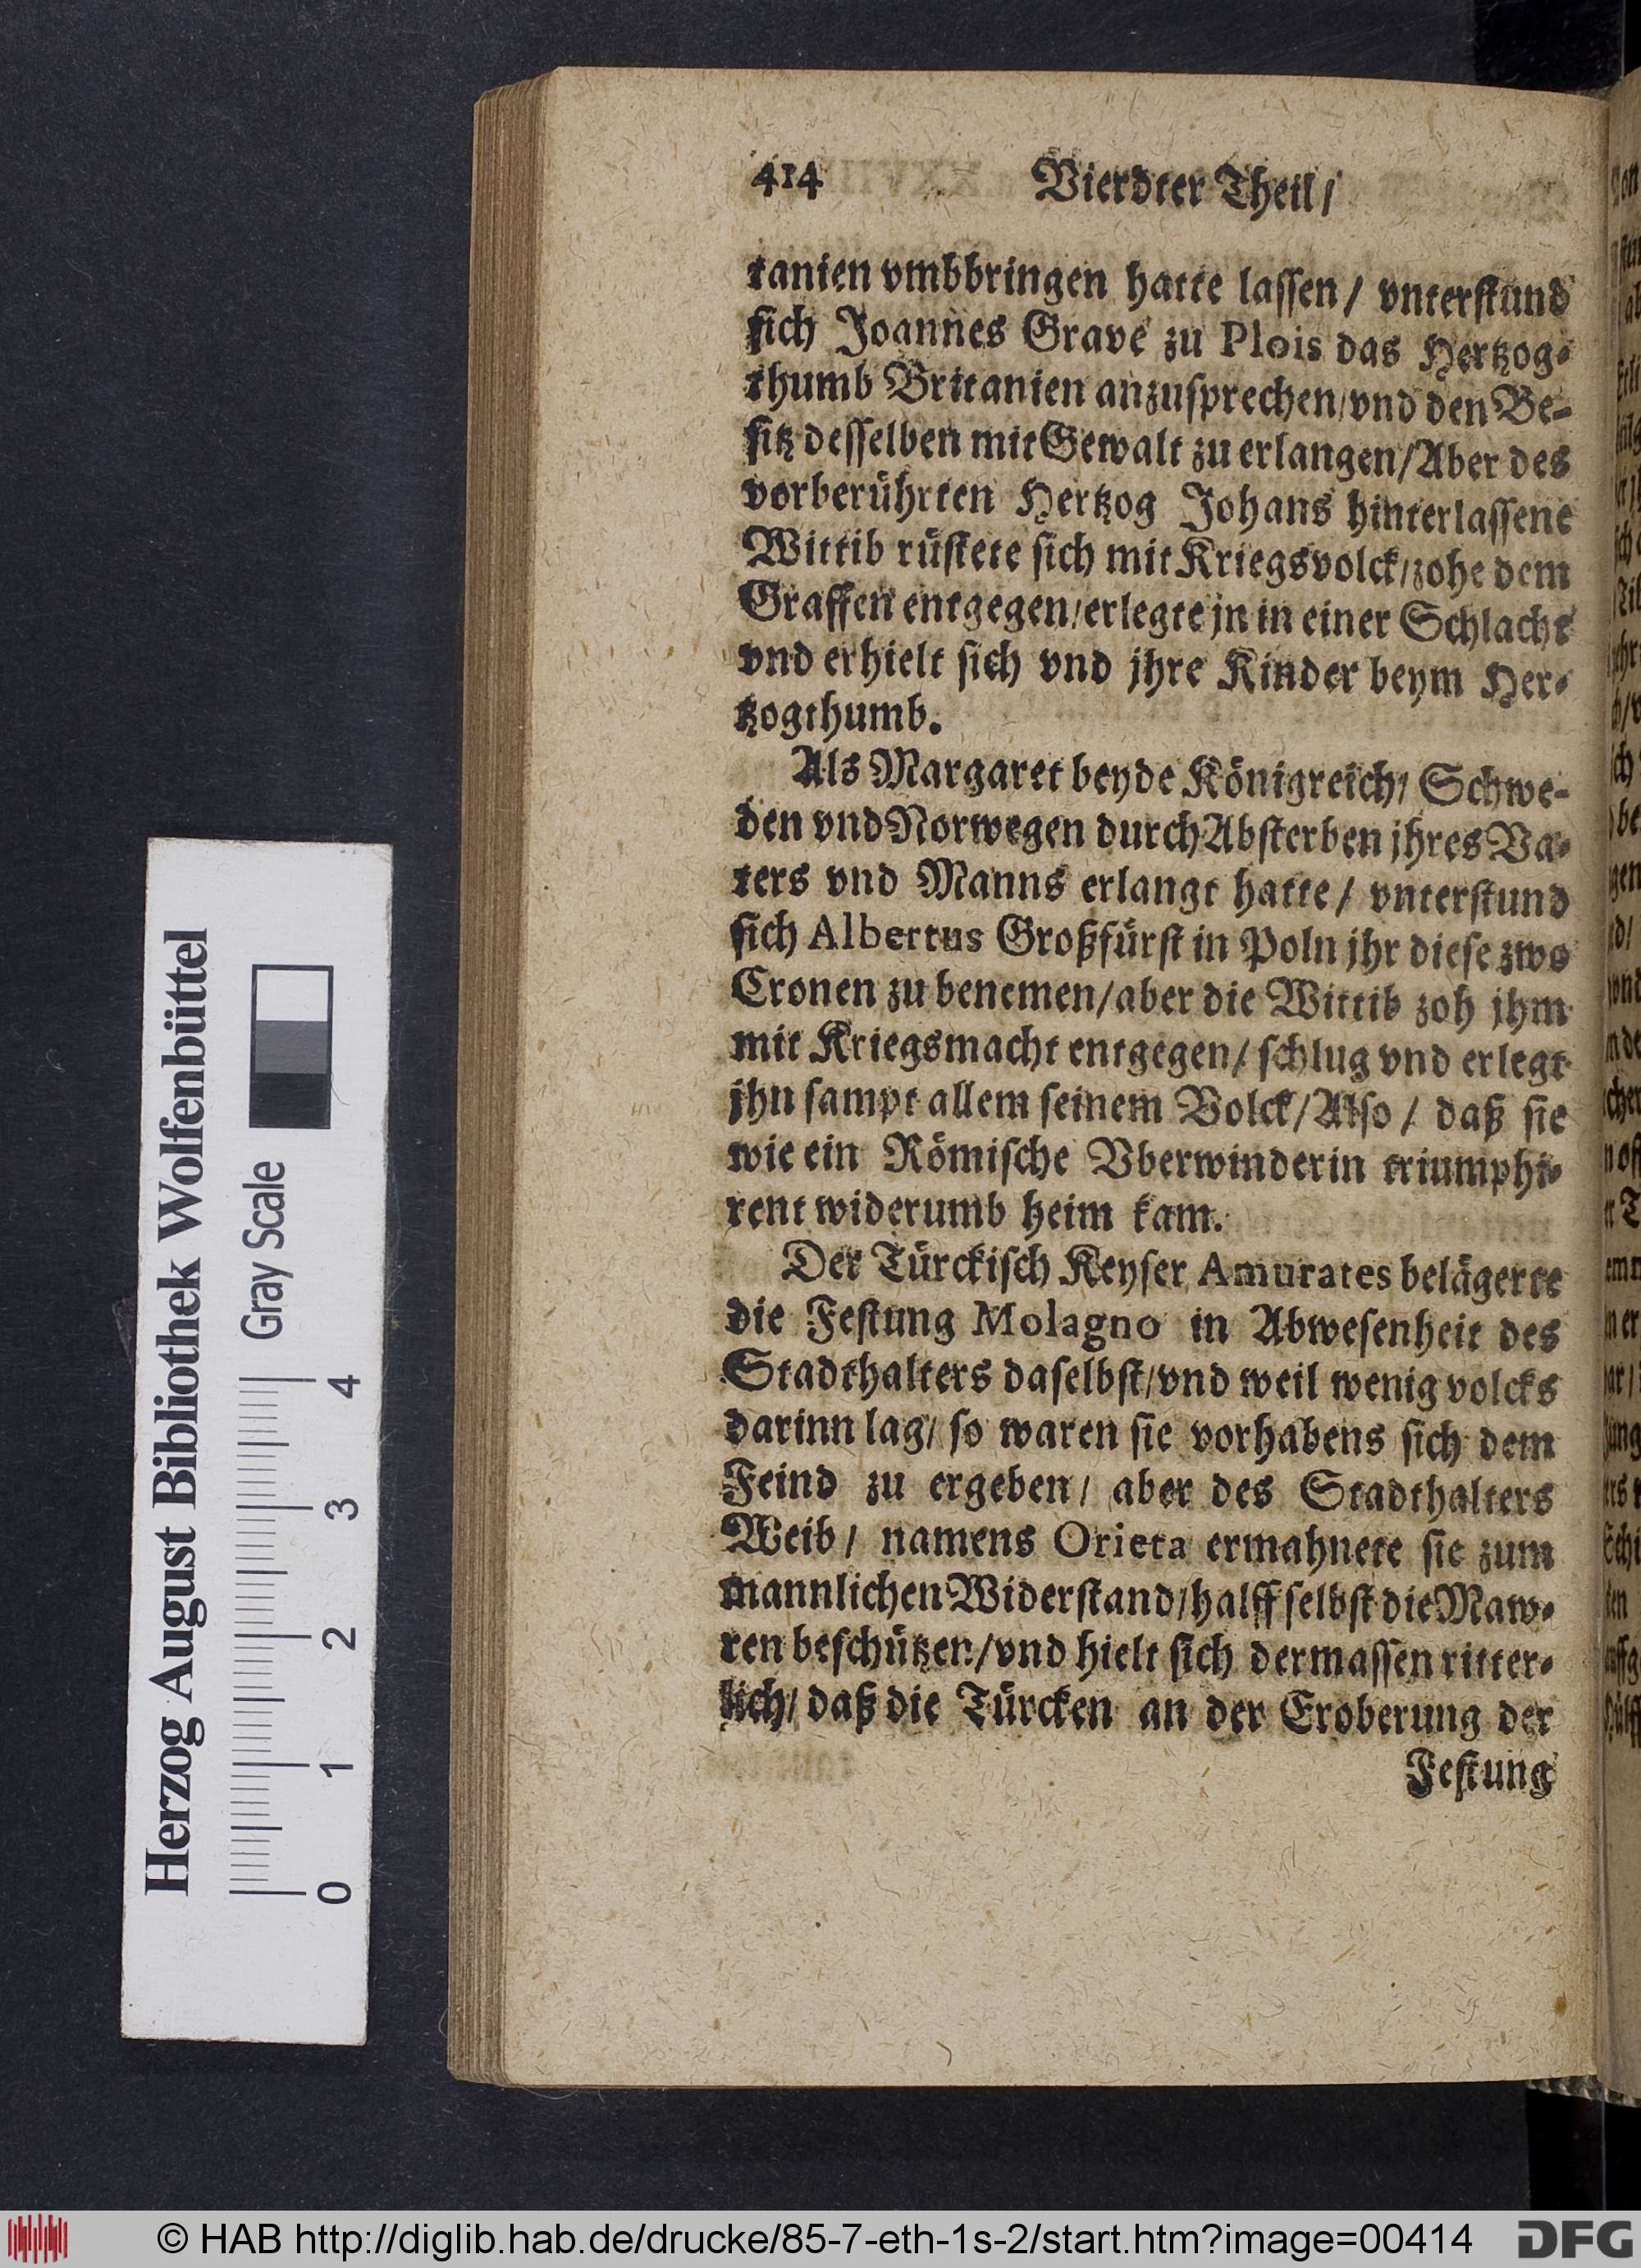 414 Vierdter Theil/
tanien vmbbringen hatte lassen/ vnterstund
sich Joannes Grave zu Plois das Hertzog-
thumb Britanien anzusprechen/vnd den Be-
sitz desselben mit Gewalt zu erlangen/Aber des
vorberührten Hertzog Johans hinterlassene
Wittib rüstete sich mit Kriegsvolck/zohe dem
Graffen entgegen/erlegte jn in einer Schlacht
vnd erhielt sich vnd jhre Kinder beym Her-
tzogthumb.
Als Margaret beyde Königreich/ Schwe-
den vnd Norwegen durch Absterben jhres Va-
ters vnd Manns erlangt hatte/ vnterstund
sich Albertus Großfürst in Poln jhr diese zwo
Cronen zu benemen/aber die Wittib zoh jhm
mit Kriegsmacht entgegen/ schlug vnd erlegt
jhn sampt allem seinem Volck/Also/ daß sie
wie ein Römische Vberwinderin triumphi-
rent widerumb heim kam.
Der Türckisch Keyser Amurates belägerte
die Festung Molagno in Abwesenheit des
Stadthalters daselbst/vnd weil wenig volcks
darinn lag/ so waren sie vorhabens sich dem
Feind zu ergeben/ aber des Stadthalters
Weib/ namens Orieta ermahnete sie zum
mannlichen Widerstand/halff selbst die Maw-
ren beschützen/vnd hielt sich dermassen ritter-
lich/ daß die Türcken an der Eroberung der
Festung
Herzog August Bibliothek Wolfenbüttel
Gray Scale
0 1 2 3 4
© HAB http://diglib.hab.de/drucke/85-7-eth-1s-2/start.htm?image=00414
DFG